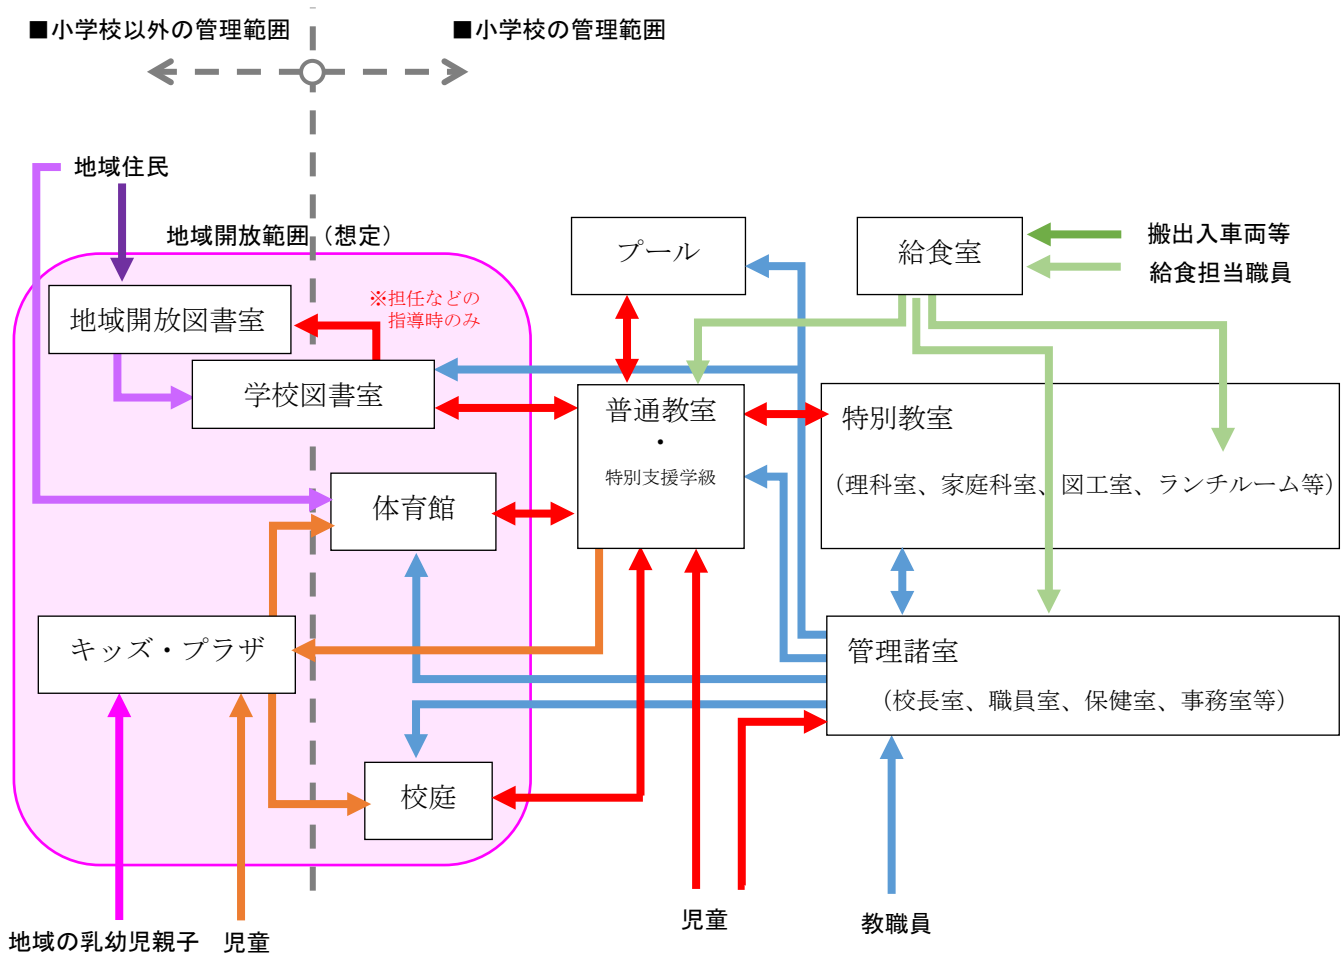 ■小学校以外の管理範囲
■小学校の管理範囲
地域住民
地域開放範囲（想定）
プール
給食室
搬出入車両等
給食担当職員
地域開放図書室
※担任などの
指導時のみ
学校図書室
普通教室
・
特別支援学級
特別教室
（理科室、家庭科室、図工室、ランチルーム等）
体育館
キッズ・プラザ
管理諸室
（校長室、職員室、保健室、事務室等）
校庭
地域の乳幼児親子
児童
児童
教職員